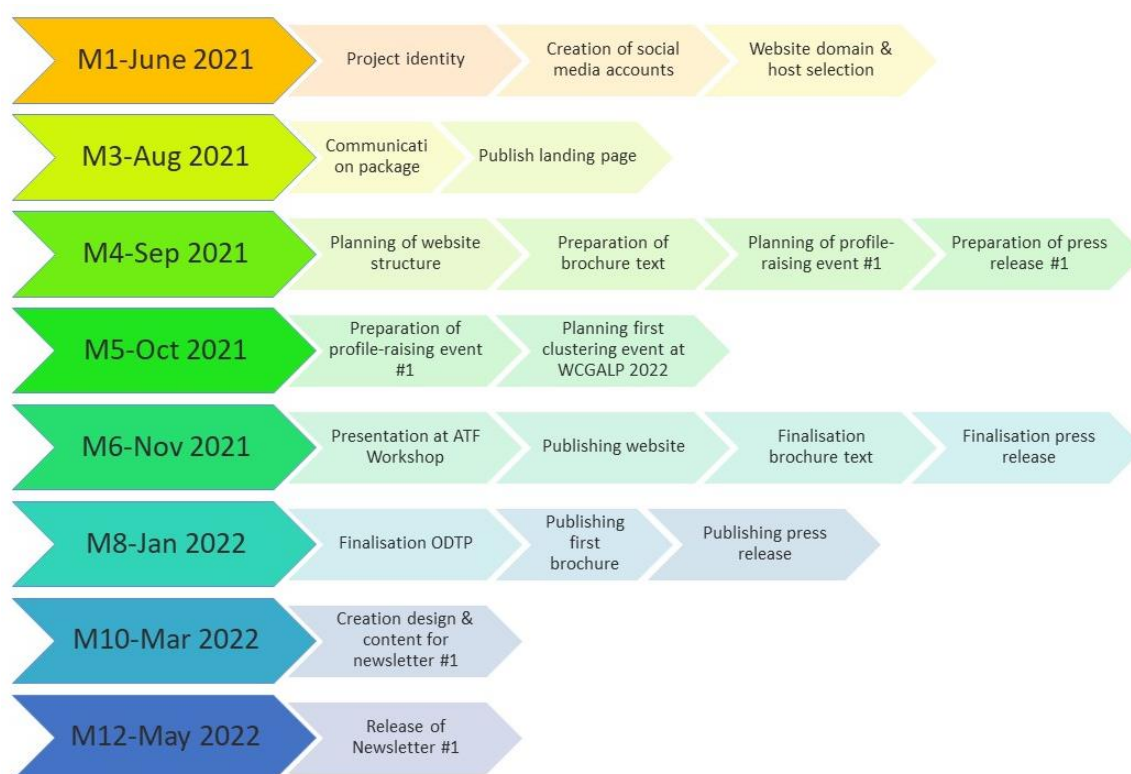 M1-June 2021
Project identity
Creation of social
media accounts
Website domain &
host selection
M3-Aug 2021
Communicati
on package
Publish landing page
M4-Sep 2021
Planning of website
structure
Preparation of
brochure text
Planning of profile-
raising event #1
Preparation of press
release #1
M5-Oct 2021
Preparation of
profile-raising event
#1
Planning first
clustering event at
WCGALP 2022
M6-Nov 2021
Presentation at ATF
Workshop
Publishing website
Finalisation
brochure text
Finalisation press
release
M8-Jan 2022
Finalisation ODTP
Publishing
first
brochure
Publishing press
release
M10-Mar 2022
Creation design &
content for
newsletter #1
M12-May 2022
Release of
Newsletter #1